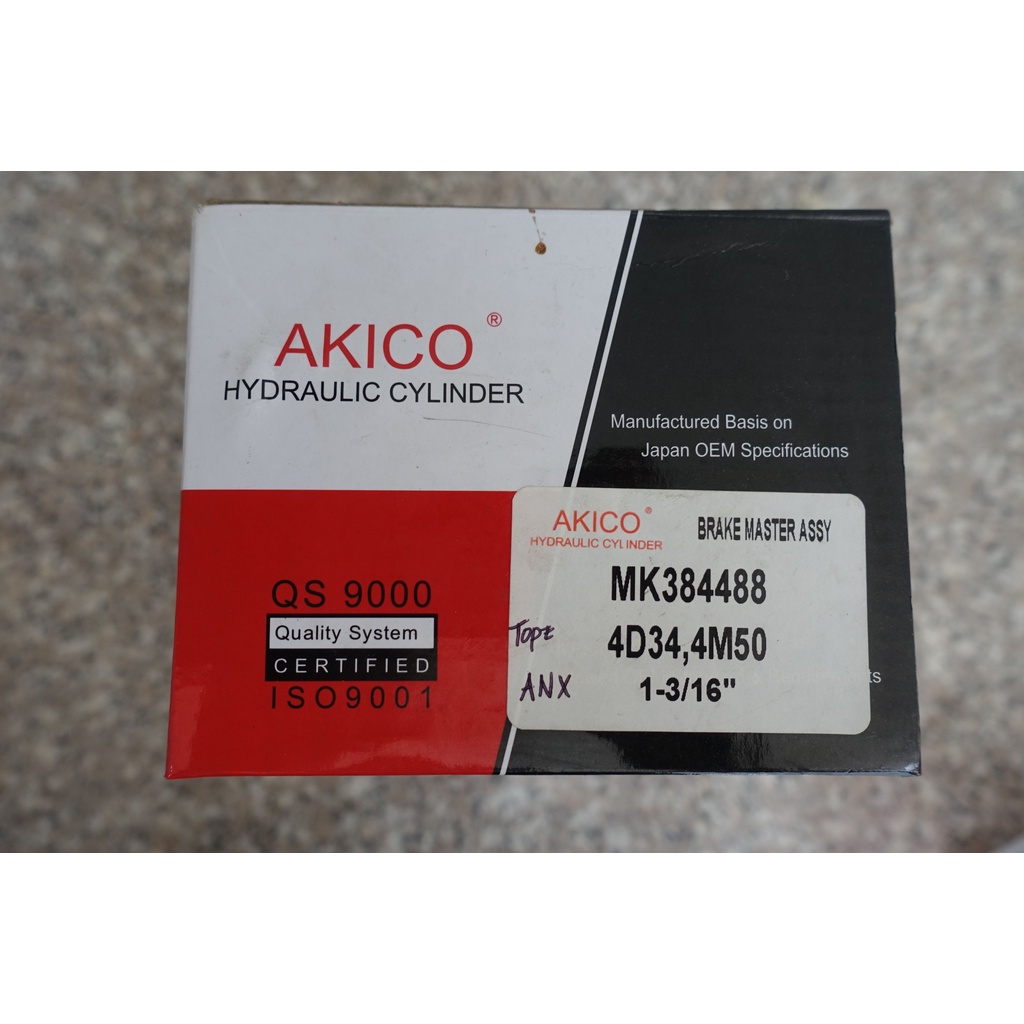 AKICO ®
HYDRAULIC CYLINDER
Manufactured Basis on
Japan OEM Specifications
QS 9000
Quality System
CERTIFIED
ISO9001
AKICO ®
HYDRAULIC CYLINDER
BRAKE MASTER ASSY
MK384488
4D34,4M50
1-3/16"
ANX
ts